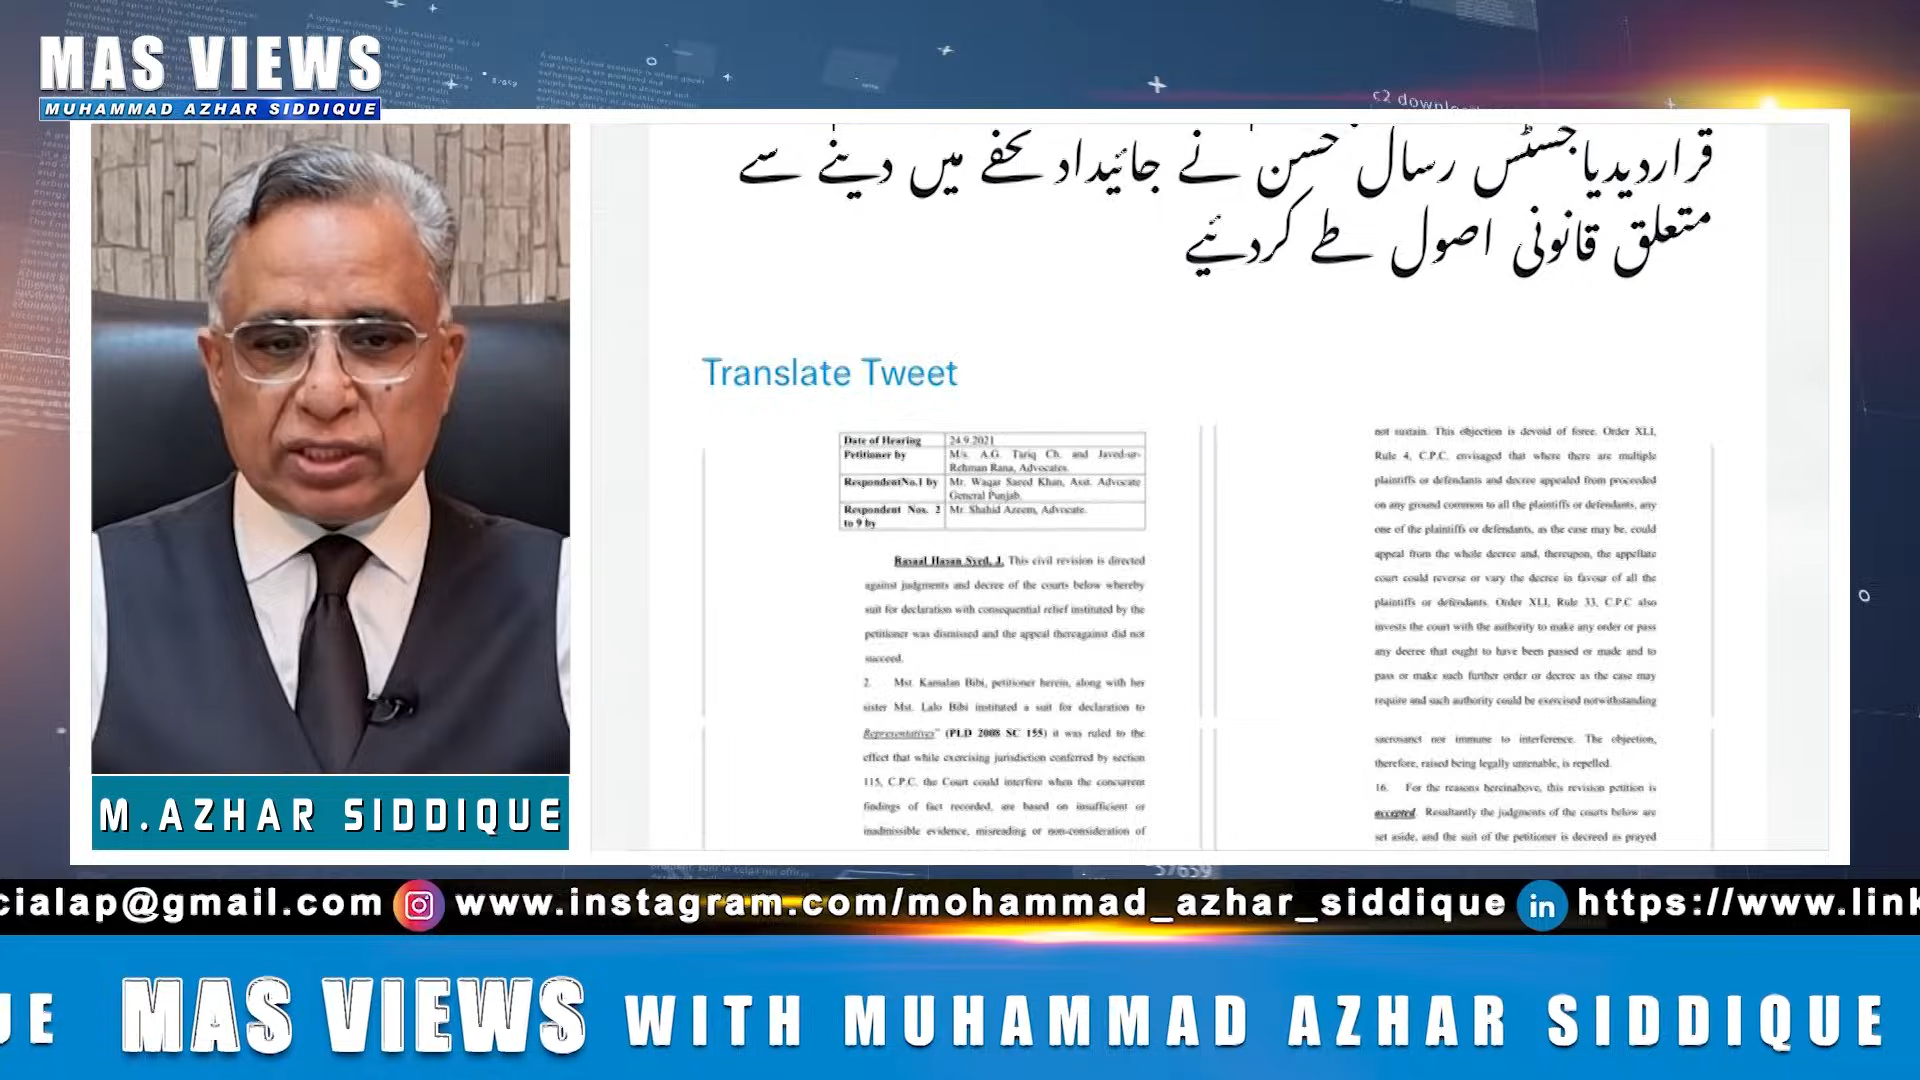 MAS VIEWS
MUHAMMAD AZHAR SIDDIQUE
c2 downlo
قراردیدیاجسٹس رسال حسن نے جائیداد تحفے میں دینے سے
متعلق قانونی اصول طے کردئیے
Translate Tweet
Date of Hearing 24.9.2021
Petitioner by M/s. A.G. Tariq Ch. and Javed-ur-
Rehman Rana, Advocates.
RespondentNo.1 by Mr. Waqar Saeed Khan, Asst. Advocate
General Punjab.
Respondent Nos. 2 Mr. Shahid Azeem, Advocate.
to 9 by
Rasaal Hasan Syed, J. This civil revision is directed
against judgments and decree of the courts below whereby
suit for declaration with consequential relief instituted by the
petitioner was dismissed and the appeal thereagainst did not
succeed.
2. Mst. Kamalan Bibi, petitioner herein, along with her
sister Mst. Lalo Bibi instituted a suit for declaration to
Representatives" (PLD 2008 SC 155) it was ruled to the
effect that while exercising jurisdiction conferred by section
115, C.P.C. the Court could interfere when the concurrent
findings of fact recorded, are based on insufficient or
inadmissible evidence, misreading or non-consideration of
not sustain. This objection is devoid of force. Order XLI,
Rule 4, C.P.C. envisaged that where there are multiple
plaintiffs or defendants and decree appealed from proceeded
on any ground common to all the plaintiffs or defendants, any
one of the plaintiffs or defendants, as the case may be, could
appeal from the whole decree and, thereupon, the appellate
court could reverse or vary the decree in favour of all the
plaintiffs or defendants. Order XLI, Rule 33, C.P.C also
invests the court with the authority to make any order or pass
any decree that ought to have been passed or made and to
pass or make such further order or decree as the case may
require and such authority could be exercised notwithstanding
sacrosanct nor immune to interference. The objection,
therefore, raised being legally untenable, is repelled.
16. For the reasons hereinabove, this revision petition is
accepted. Resultantly the judgments of the courts below are
set aside, and the suit of the petitioner is decreed as prayed
M.AZHAR SIDDIQUE
57659
cialap@gmail.com www.instagram.com/mohammad_azhar_siddique https://www.link
UE MAS VIEWS WITH MUHAMMAD AZHAR SIDDIQUE